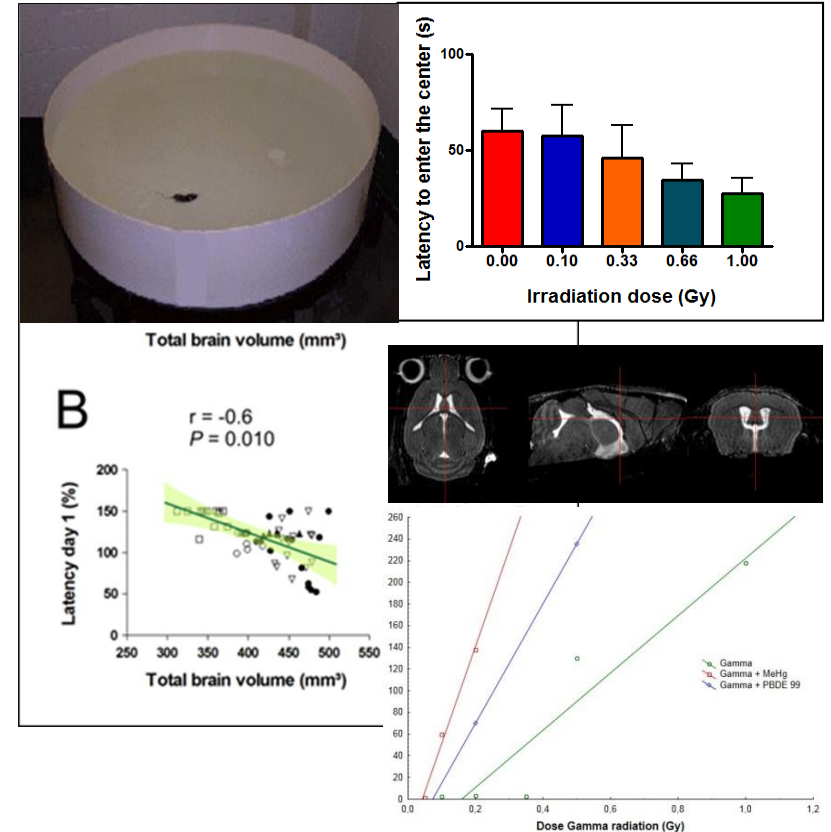 Latency to enter the center (s)
100
50
0
0.00 0.10 0.33 0.66 1.00
Irradiation dose (Gy)
Total brain volume (mm³)
B
r = -0.6
P = 0.010
Latency day 1 (%)
200
150
100
50
0
250 300 350 400 450 500 550
Total brain volume (mm³)
260
240
220
200
180
160
140
120
100
80
60
40
20
0
0,0 0,2 0,4 0,6 0,8 1,0 1,2
Gamma
Gamma + MeHg
Gamma + PBDE 99
Dose Gamma radiation (Gy)